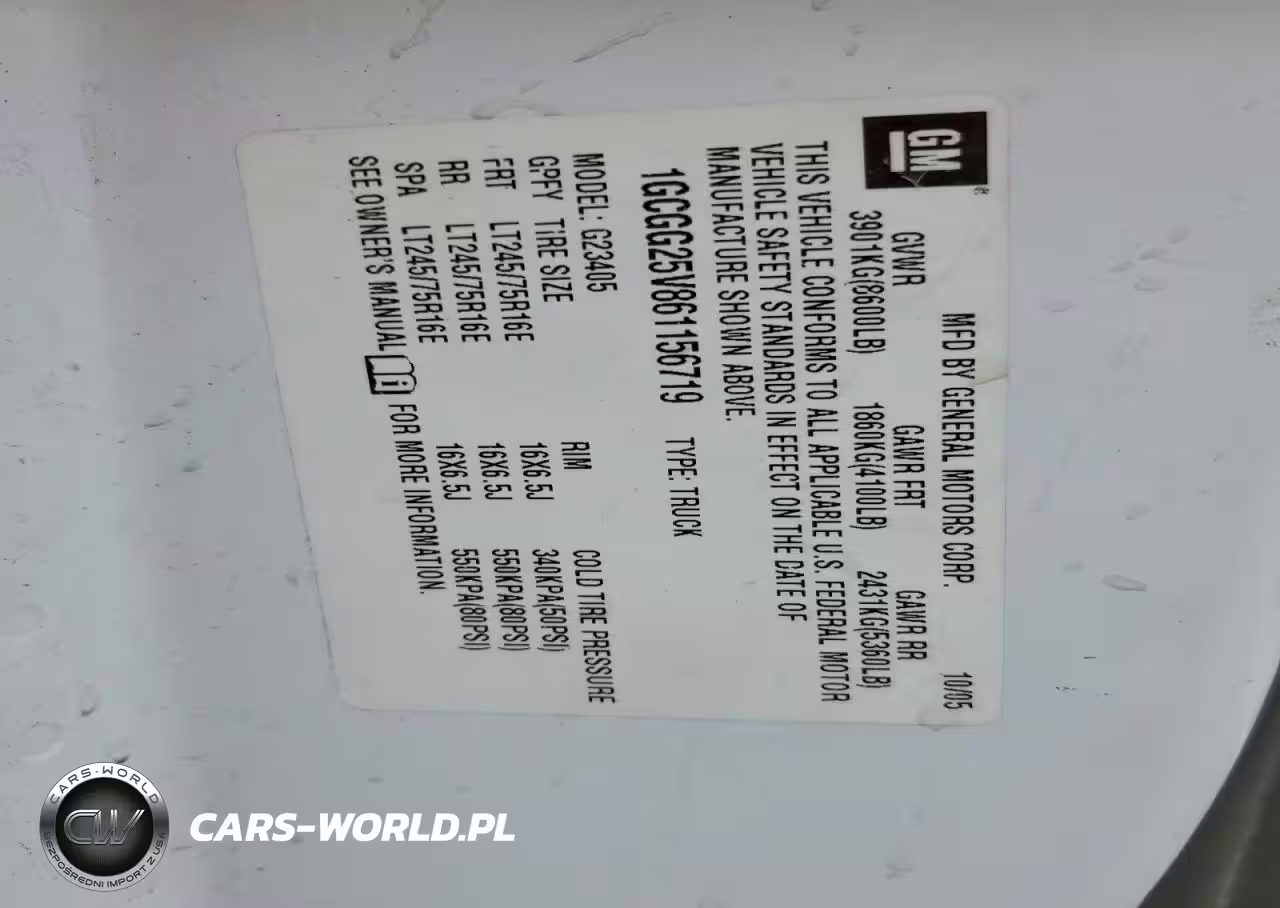 GM®
MFD BY GENERAL MOTORS CORP. 10/05
GVWR GAWR FRT GAWR RR
3901KG(8600LB) 1860KG(4100LB) 2431KG(5360LB)
THIS VEHICLE CONFORMS TO ALL APPLICABLE U.S. FEDERAL MOTOR
VEHICLE SAFETY STANDARDS IN EFFECT ON THE DATE OF
MANUFACTURE SHOWN ABOVE.
1GCGG25V861156719 TYPE: TRUCK
MODEL: G23405
GPFY TIRE SIZE RIM COLD TIRE PRESSURE
FRT LT245/75R16E 16X6.5J 340KPA(50PSI)
RR LT245/75R16E 16X6.5J 550KPA(80PSI)
SPA LT245/75R16E 16X6.5J 550KPA(80PSI)
SEE OWNER'S MANUAL FOR MORE INFORMATION.
CARS-WORLD
CW
BEZPOŚREDNI IMPORT Z USA
CARS-WORLD.PL